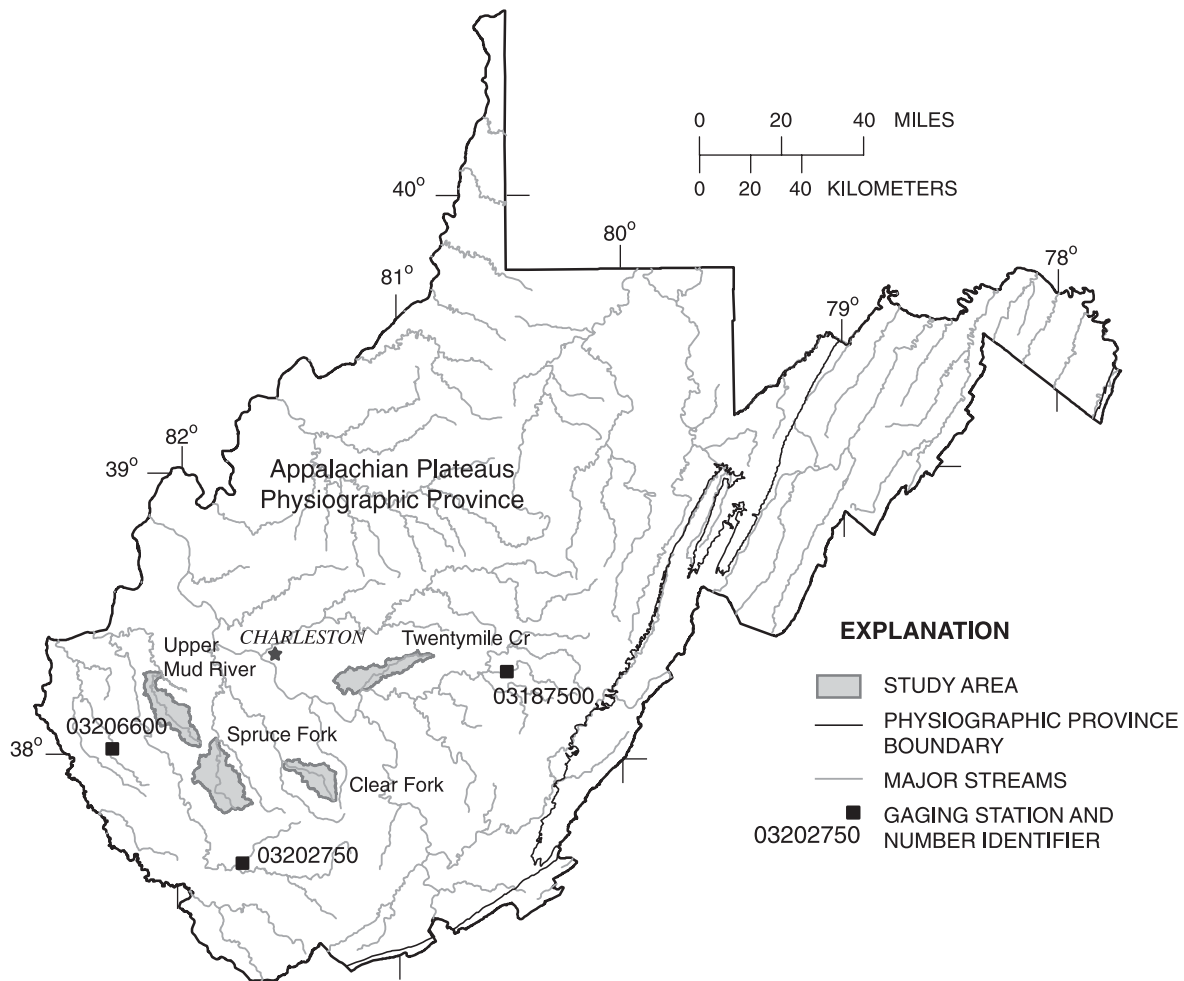 0 20 40 MILES
0 20 40 KILOMETERS
40°
80°
81°
78°
79°
82°
39°
Appalachian Plateaus
Physiographic Province
Upper
Mud River
CHARLESTON
Twentymile Cr
03187500
03206600
Spruce Fork
38°
Clear Fork
03202750
EXPLANATION
STUDY AREA
PHYSIOGRAPHIC PROVINCE
BOUNDARY
MAJOR STREAMS
03202750
GAGING STATION AND
NUMBER IDENTIFIER